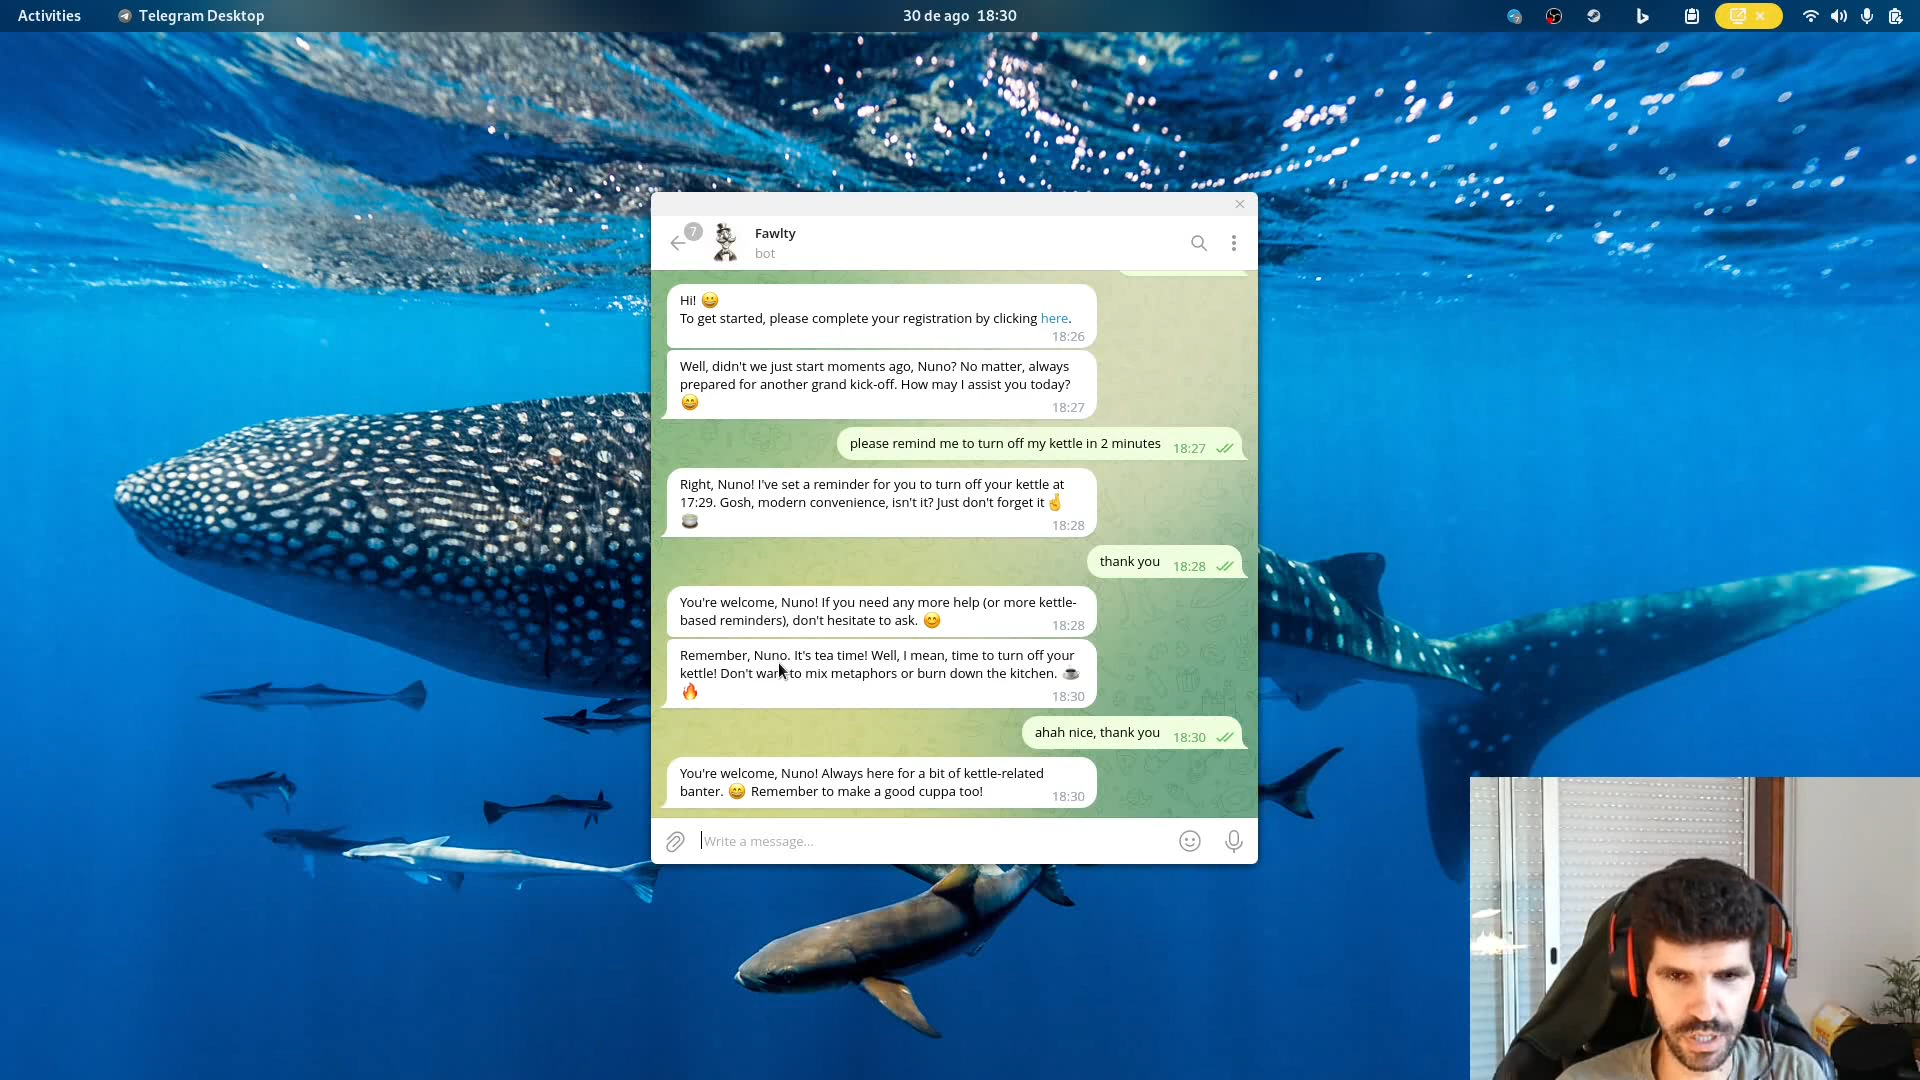 Activities
Telegram Desktop
30 de ago 18:30
7
Fawlty
bot
Hi! 😀
To get started, please complete your registration by clicking here.
18:26
Well, didn't we just start moments ago, Nuno? No matter, always
prepared for another grand kick-off. How may I assist you today?
😄
18:27
please remind me to turn off my kettle in 2 minutes 18:27
Right, Nuno! I've set a reminder for you to turn off your kettle at
17:29. Gosh, modern convenience, isn't it? Just don't forget it 🤞
🍵
18:28
thank you 18:28
You're welcome, Nuno! If you need any more help (or more kettle-
based reminders), don't hesitate to ask. 😊
18:28
Remember, Nuno. It's tea time! Well, I mean, time to turn off your
kettle! Don't want to mix metaphors or burn down the kitchen. ☕
🔥
18:30
ahah nice, thank you 18:30
You're welcome, Nuno! Always here for a bit of kettle-related
banter. 😄 Remember to make a good cuppa too!
18:30
Write a message...